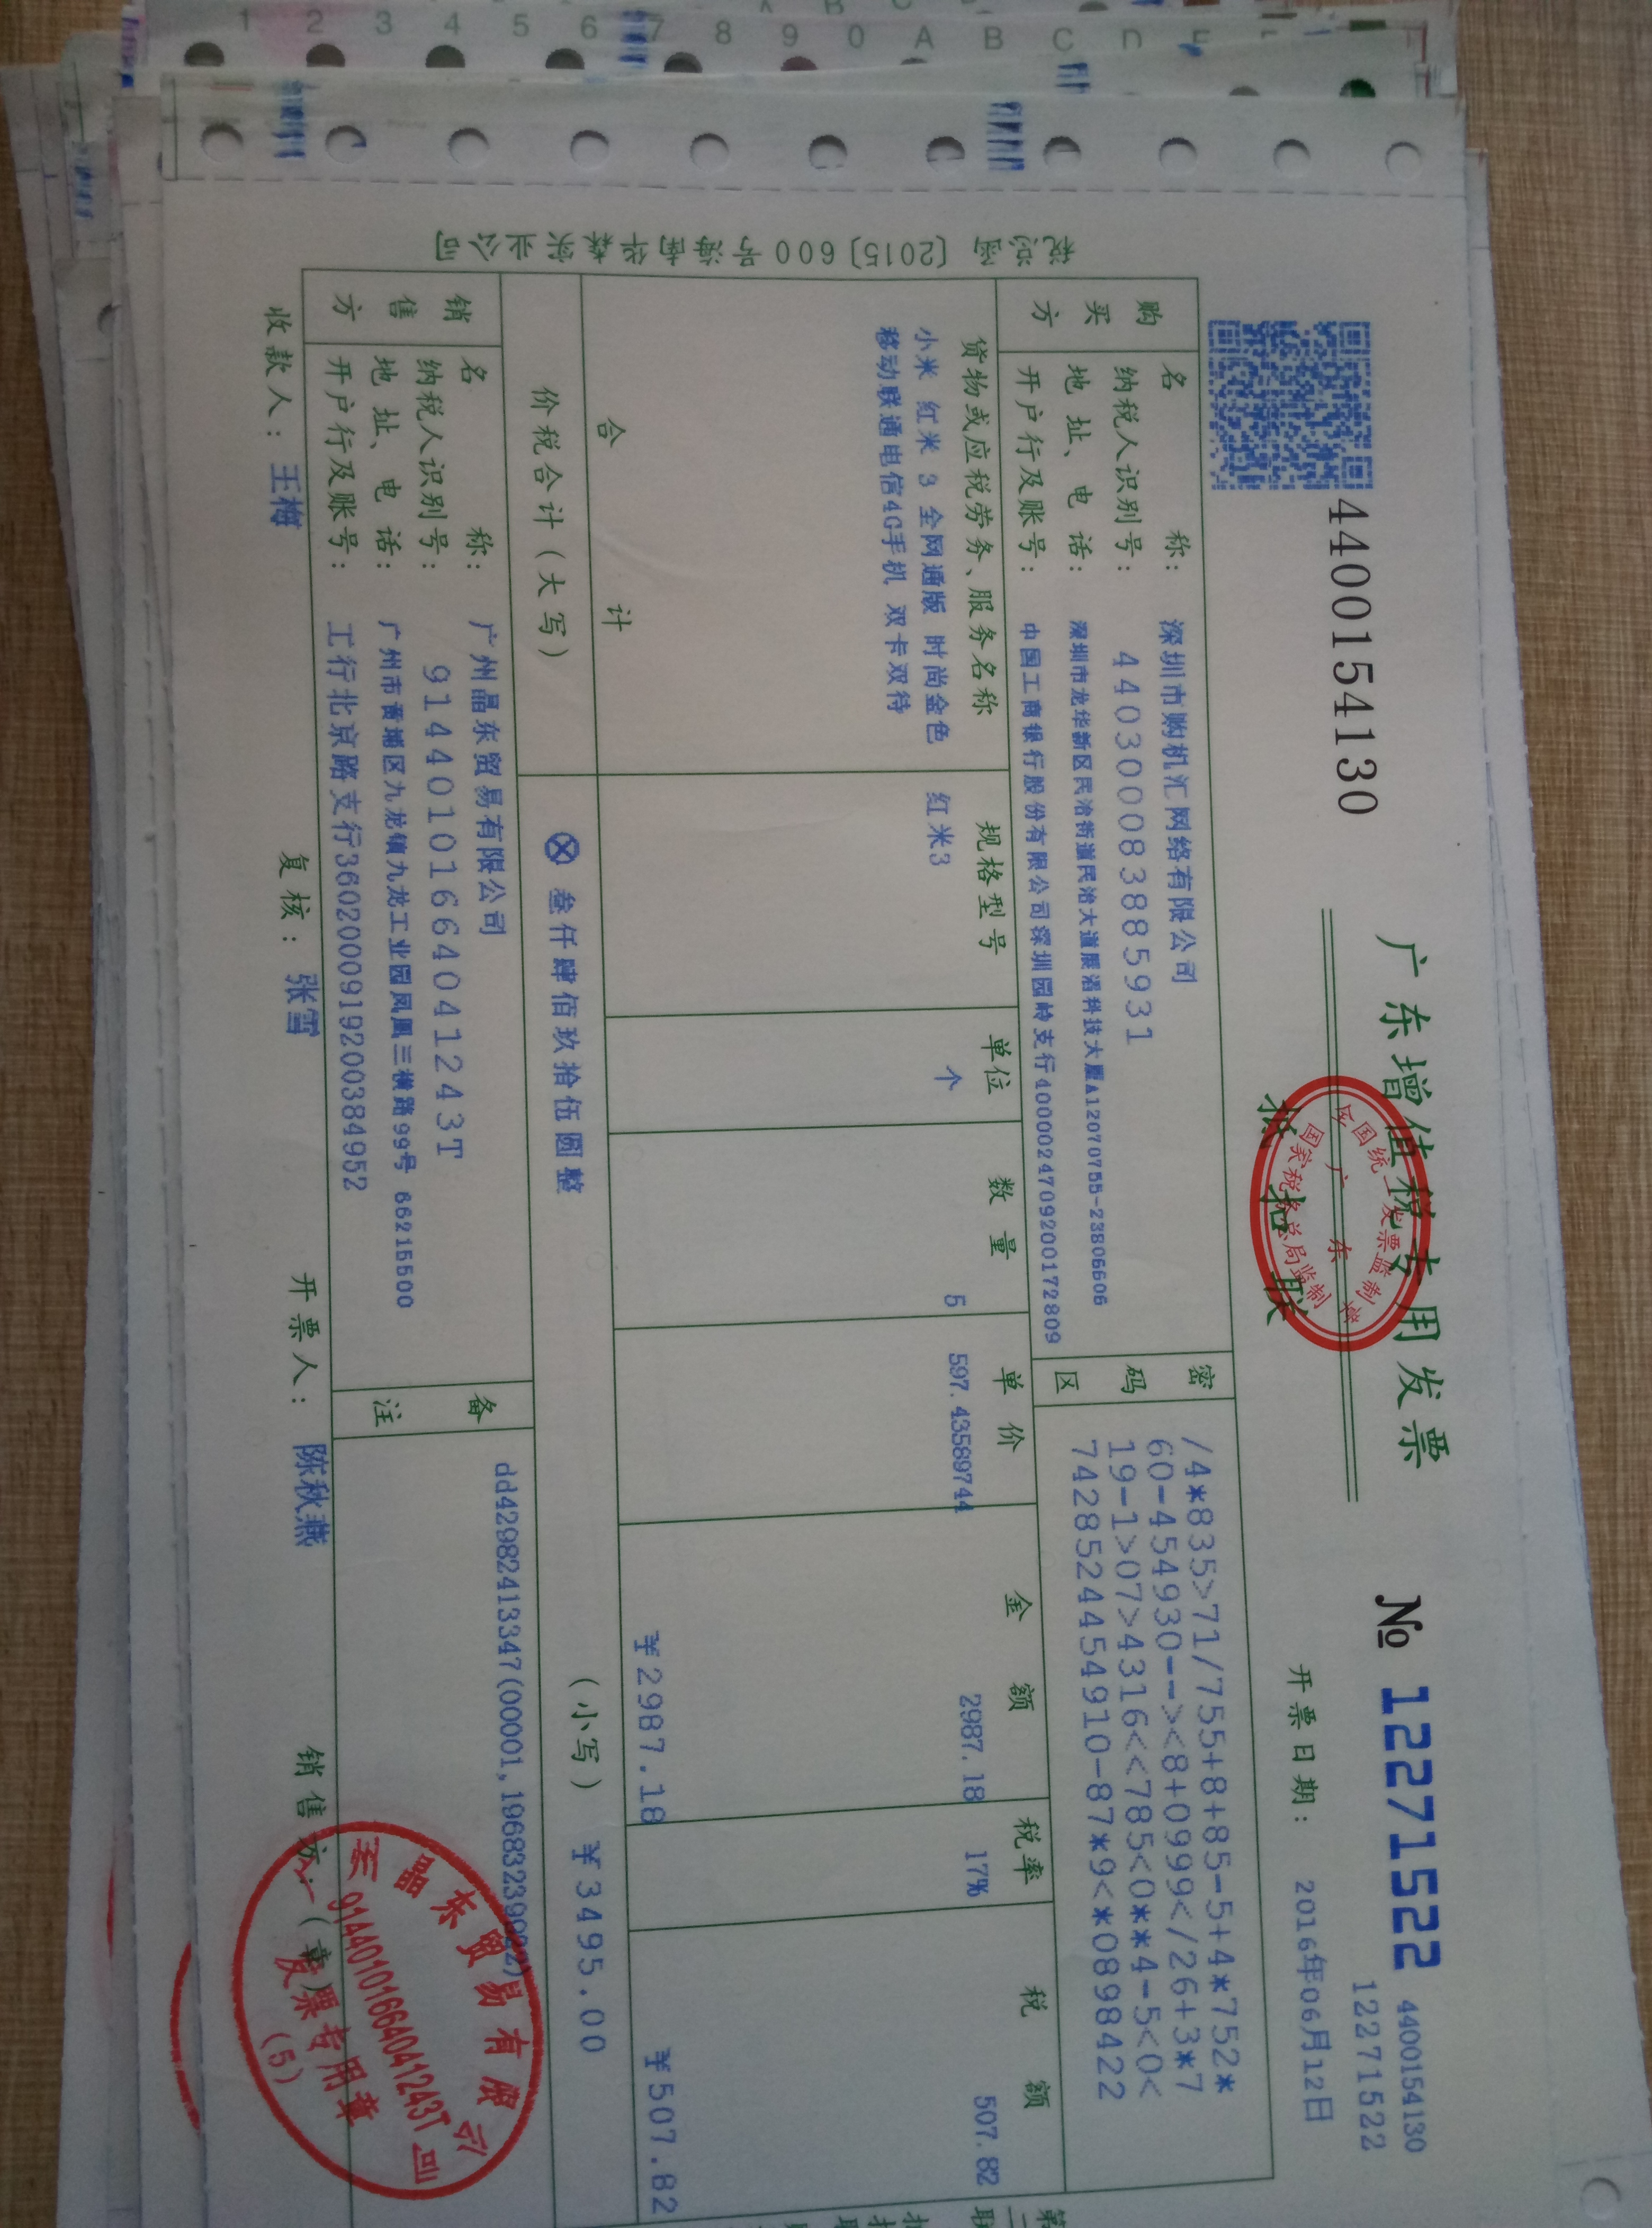 4400154130
广东增值税专用发票
№ 12271522
4400154130
12271522
抵扣联
开票日期: 2016年06月12日
全国统一发票监制章
广东
国家税务总局监制
税总函 [2015] 600 号海南华森实业公司
购买方
名称: 深圳市购机汇网络有限公司
纳税人识别号: 440300083885931
地址、电话: 深圳市龙华新区民治街道民治大道展滔科技大厦A12070755-23806606
开户行及账号: 中国工商银行股份有限公司深圳园岭支行4000024709200172809
密码区
/4*835>71/755+8+85-5+4*752*
60-454930--><8+0999</26+3*7
19-1>07>4316<<785<0**4-5<0<
7428524454910-87*9<*0898422
货物或应税劳务、服务名称 规格型号 单位 数量 单价 金额 税率 税额
小米 红米 3 全网通版 时尚金色 红米3 个 5 597.43589744 2987.18 17% 507.82
移动联通电信4G手机 双卡双待
合计 ¥2987.18 ¥507.82
价税合计(大写) ⊗ 叁仟肆佰玖拾伍圆整 (小写) ¥3495.00
销售方
名称: 广州晶东贸易有限公司
纳税人识别号: 91440101664041243T
地址、电话: 广州市黄埔区九龙镇九龙工业园凤凰三横路99号 66215500
开户行及账号: 工行北京路支行3602000919200384952
备注
dd42982413347(00001,19683239082)
收款人: 王梅 复核: 张雪 开票人: 陈秋燕 销售方:(章)
州晶东贸易有限公司
91440101664041243T
发票专用章
(5)
1 2 3 4 5 6 7 8 9 0 A B C D E